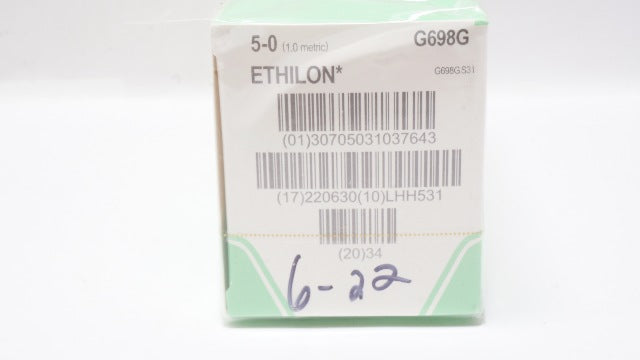 5-0 (1.0 metric) G698G
ETHILON* G698G.S31
(01)30705031037643
(17)220630(10)LHH531
(20)34
6-22